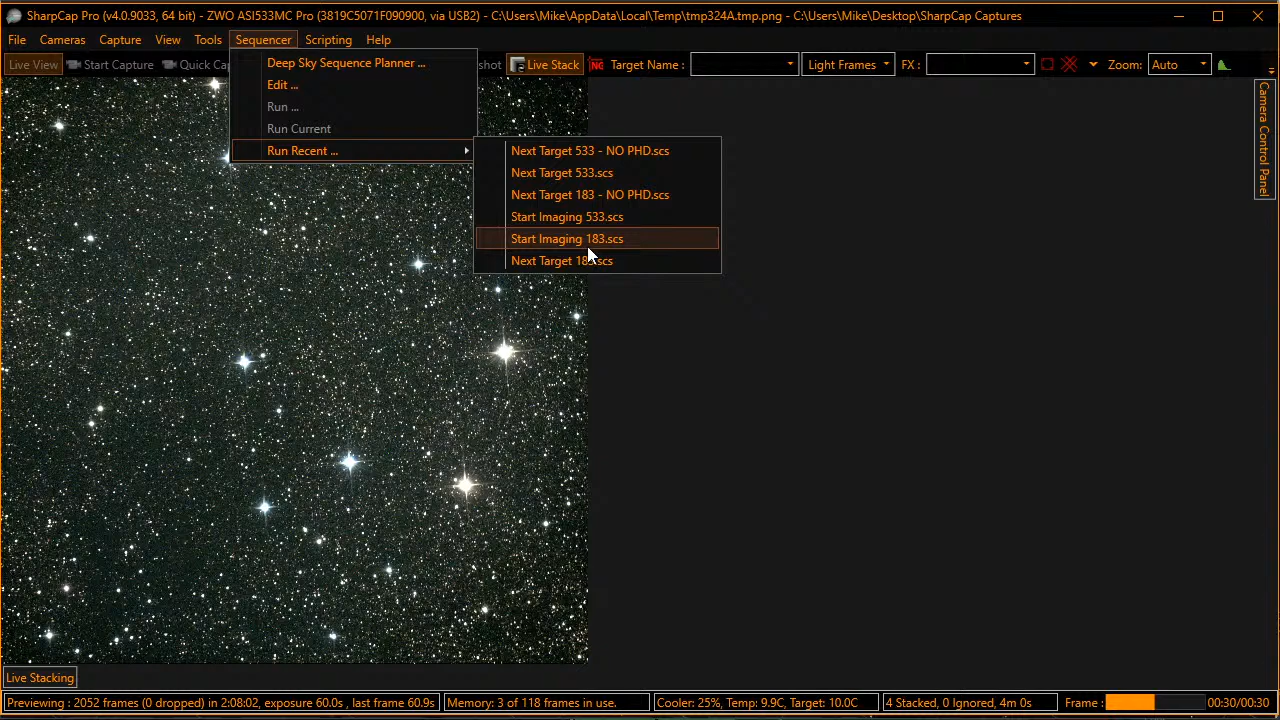 SharpCap Pro (v4.0.9033, 64 bit) - ZWO ASI533MC Pro (3819C5071F090900, via USB2) - C:\Users\Mike\AppData\Local\Temp\tmp324A.tmp.png - C:\Users\Mike\Desktop\SharpCap Captures
File Cameras Capture View Tools Sequencer Scripting Help
Live View Start Capture Quick Cap shot Live Stack NG Target Name : Light Frames FX : Zoom: Auto
Deep Sky Sequence Planner ...
Edit ...
Run ...
Run Current
Run Recent ...
Next Target 533 - NO PHD.scs
Next Target 533.scs
Next Target 183 - NO PHD.scs
Start Imaging 533.scs
Start Imaging 183.scs
Next Target 183.scs
Camera Control Panel
Live Stacking
Previewing : 2052 frames (0 dropped) in 2:08:02, exposure 60.0s , last frame 60.9s Memory: 3 of 118 frames in use. Cooler: 25%, Temp: 9.9C, Target: 10.0C 4 Stacked, 0 Ignored, 4m 0s Frame : 00:30/00:30